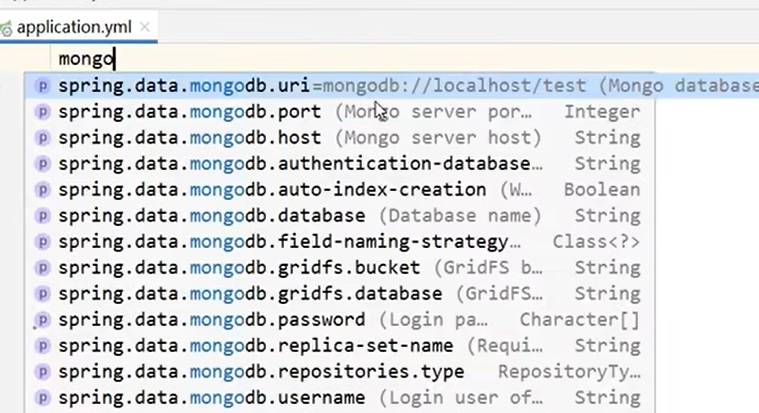 application.yml
mongo
spring.data.mongodb.uri=mongodb://localhost/test (Mongo database
spring.data.mongodb.port (Mongo server por… Integer
spring.data.mongodb.host (Mongo server host) String
spring.data.mongodb.authentication-database… String
spring.data.mongodb.auto-index-creation (W… Boolean
spring.data.mongodb.database (Database name) String
spring.data.mongodb.field-naming-strategy… Class<?>
spring.data.mongodb.gridfs.bucket (GridFS b… String
spring.data.mongodb.gridfs.database (GridFS… String
spring.data.mongodb.password (Login pa… Character[]
spring.data.mongodb.replica-set-name (Requi… String
spring.data.mongodb.repositories.type RepositoryTy…
spring.data.mongodb.username (Login user of… String